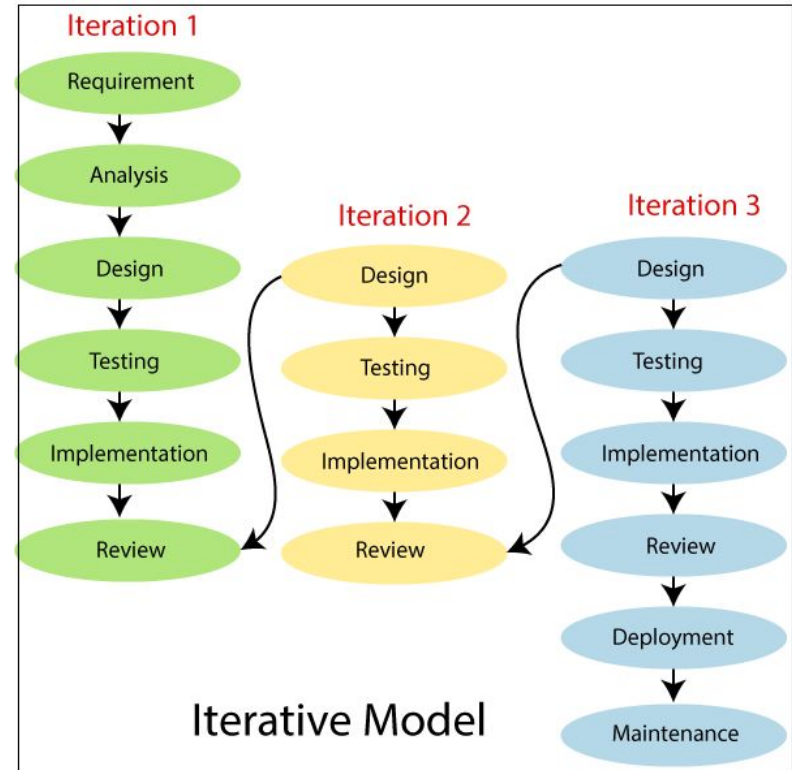 Iteration 1
Requirement
Analysis
Design
Testing
Implementation
Review
Iteration 2
Design
Testing
Implementation
Review
Iteration 3
Design
Testing
Implementation
Review
Deployment
Maintenance
Iterative Model